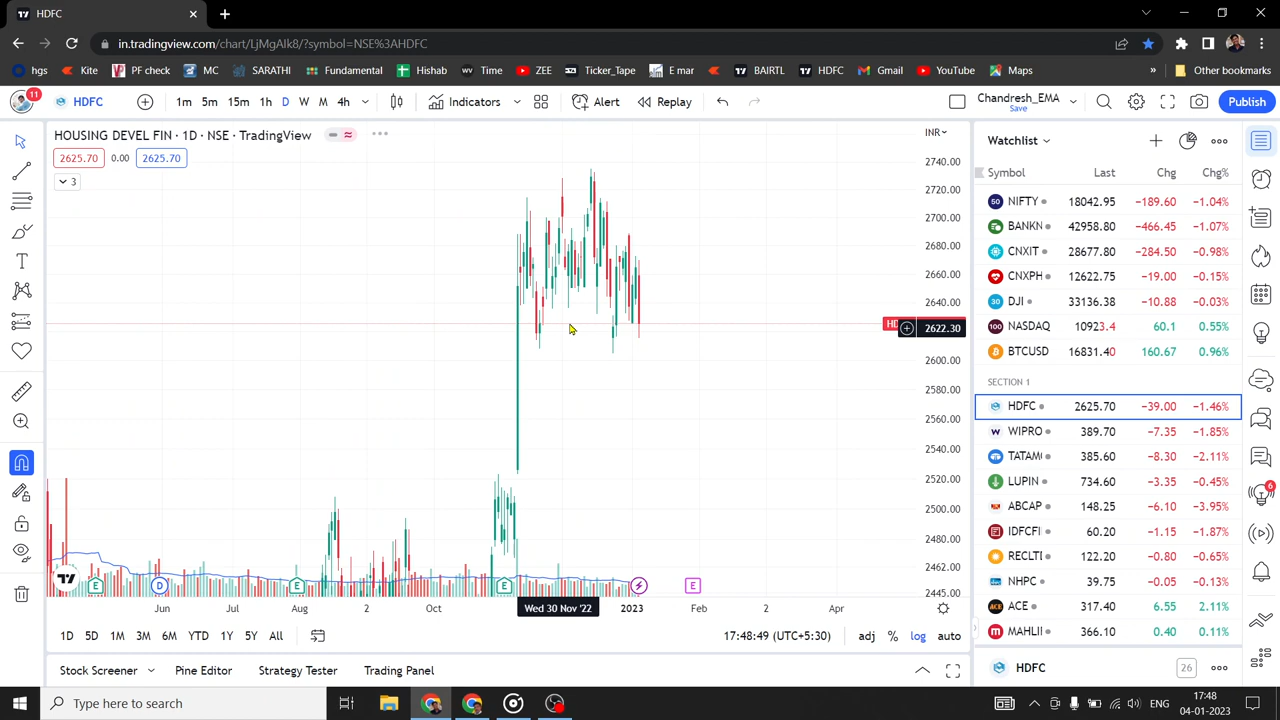 HDFC
in.tradingview.com/chart/LjMgAlk8/?symbol=NSE%3AHDFC
hgs Kite PF check MC SARATHI Fundamental Hishab Time ZEE Ticker_Tape E mar BAIRTL HDFC Gmail YouTube Maps » Other bookmarks
11 HDFC 1m 5m 15m 1h D W M 4h Indicators Alert Replay Chandresh_EMA Save Publish
HOUSING DEVEL FIN · 1D · NSE · TradingView
2625.70 0.00 2625.70
3
INR
2740.00
2720.00
2700.00
2680.00
2660.00
2640.00
2622.30
2600.00
2580.00
2560.00
2540.00
2520.00
2500.00
2480.00
2462.00
2445.00
E D E E E
Jun Jul Aug 2 Oct Wed 30 Nov '22 2023 Feb 2 Apr
1D 5D 1M 3M 6M YTD 1Y 5Y All 17:48:49 (UTC+5:30) adj % log auto
Stock Screener Pine Editor Strategy Tester Trading Panel
Watchlist
Symbol Last Chg Chg%
50 NIFTY 18042.95 −189.60 −1.04%
BANKN 42958.80 −466.45 −1.07%
CNXIT 28677.80 −284.50 −0.98%
CNXPH 12622.75 −19.00 −0.15%
30 DJI 33136.38 −10.88 −0.03%
100 NASDAQ 10923.4 60.1 0.55%
BTCUSD 16831.40 160.67 0.96%
SECTION 1
HDFC 2625.70 −39.00 −1.46%
WIPRO 389.70 −7.35 −1.85%
TATAM 385.60 −8.30 −2.11%
LUPIN 734.60 −3.35 −0.45%
ABCAP 148.25 −6.10 −3.95%
IDFCFI 60.20 −1.15 −1.87%
RECLT 122.20 −0.80 −0.65%
NHPC 39.75 −0.05 −0.13%
ACE 317.40 6.55 2.11%
MAHLI 366.10 0.40 0.11%
HDFC 26
6
Type here to search
ENG
17:48
04-01-2023